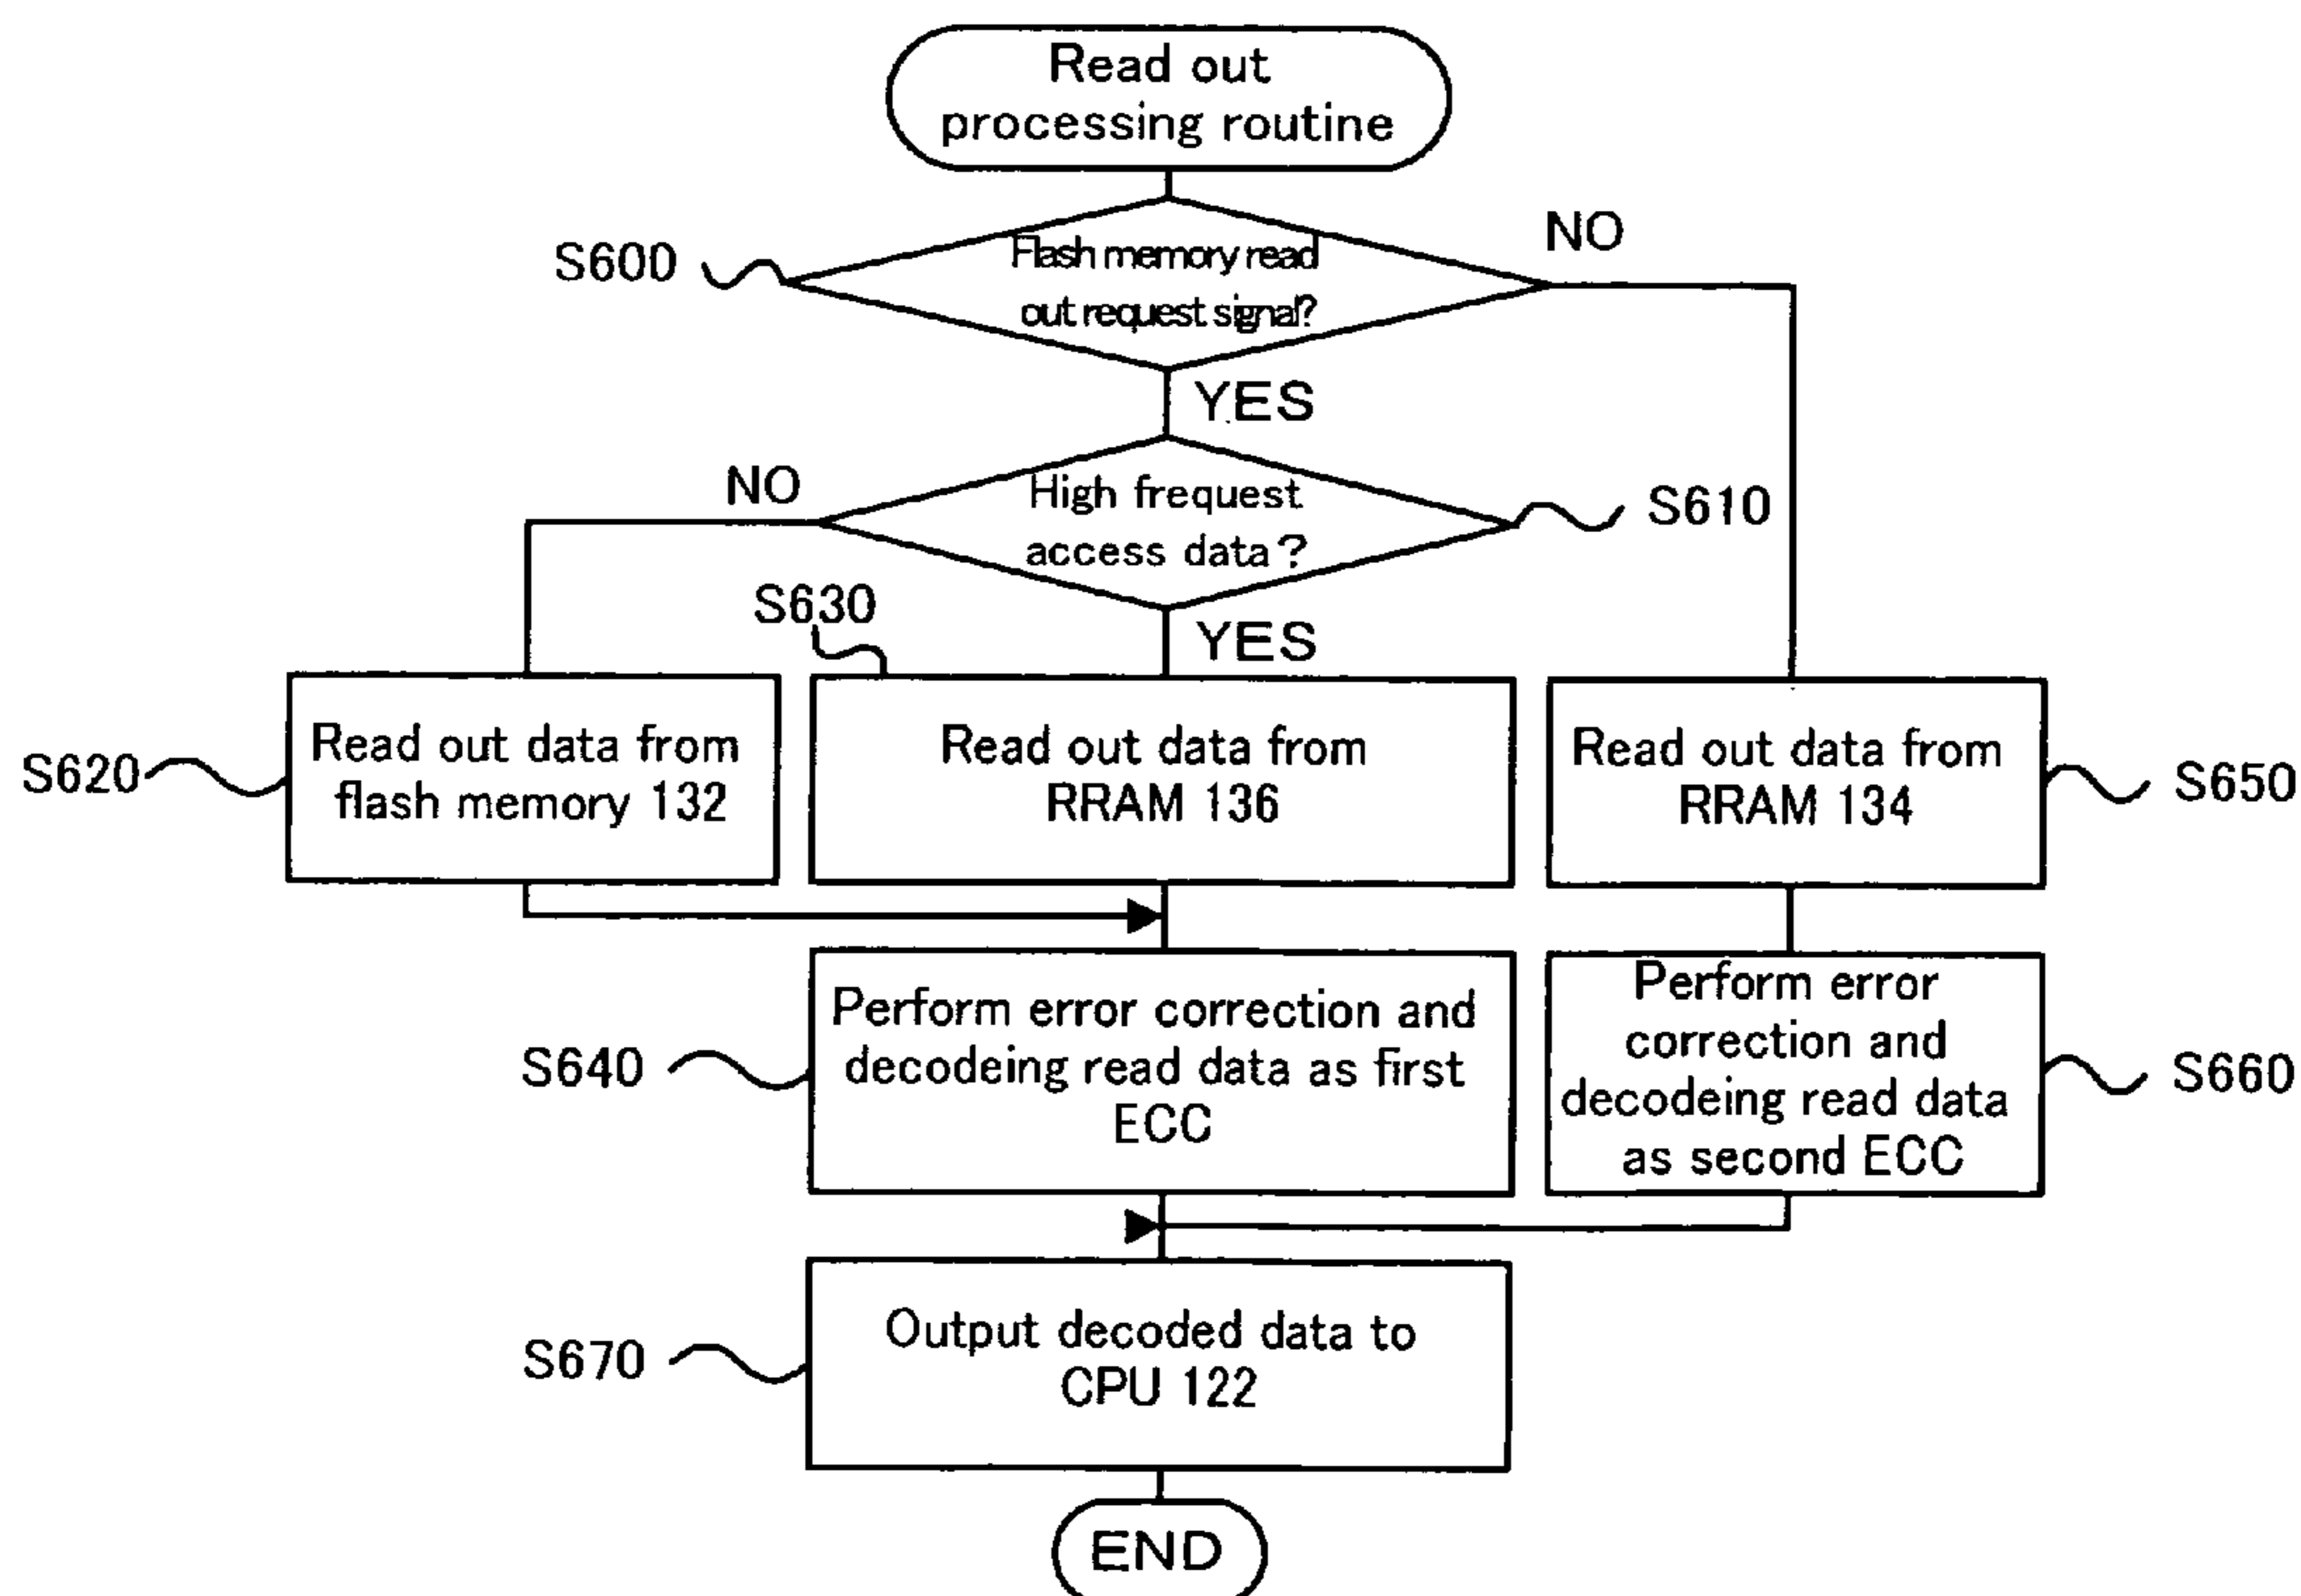 Read out
processing routine
S600
Flash memory read
out request signal?
NO
YES
NO
High frequest
access data?
S610
S630
YES
S620
Read out data from
flash memory 132
Read out data from
RRAM 136
Read out data from
RRAM 134
S650
S640
Perform error correction and
decodeing read data as first
ECC
Perform error
correction and
decodeing read data
as second ECC
S660
S670
Output decoded data to
CPU 122
END